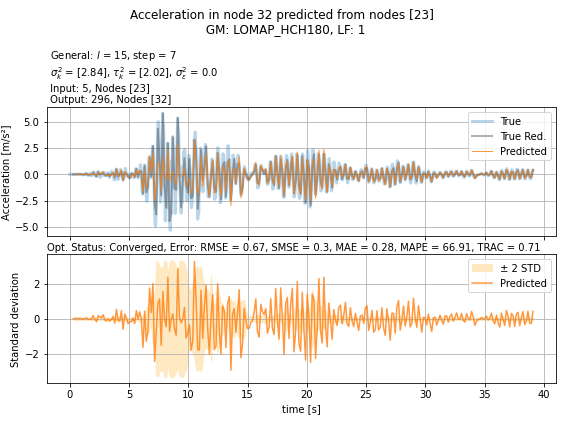 Acceleration in node 32 predicted from nodes [23]
GM: LOMAP_HCH180, LF: 1
General: l = 15, step = 7
σ²ₖ = [2.84], τ²ₖ = [2.02], σ²ε = 0.0
Input: 5, Nodes [23]
Output: 296, Nodes [32]
Acceleration [m/s²]
5.0
2.5
0.0
−2.5
−5.0
True
True Red.
Predicted
Opt. Status: Converged, Error: RMSE = 0.67, SMSE = 0.3, MAE = 0.28, MAPE = 66.91, TRAC = 0.71
Standard deviation
2
0
−2
± 2 STD
Predicted
0 5 10 15 20 25 30 35 40
time [s]